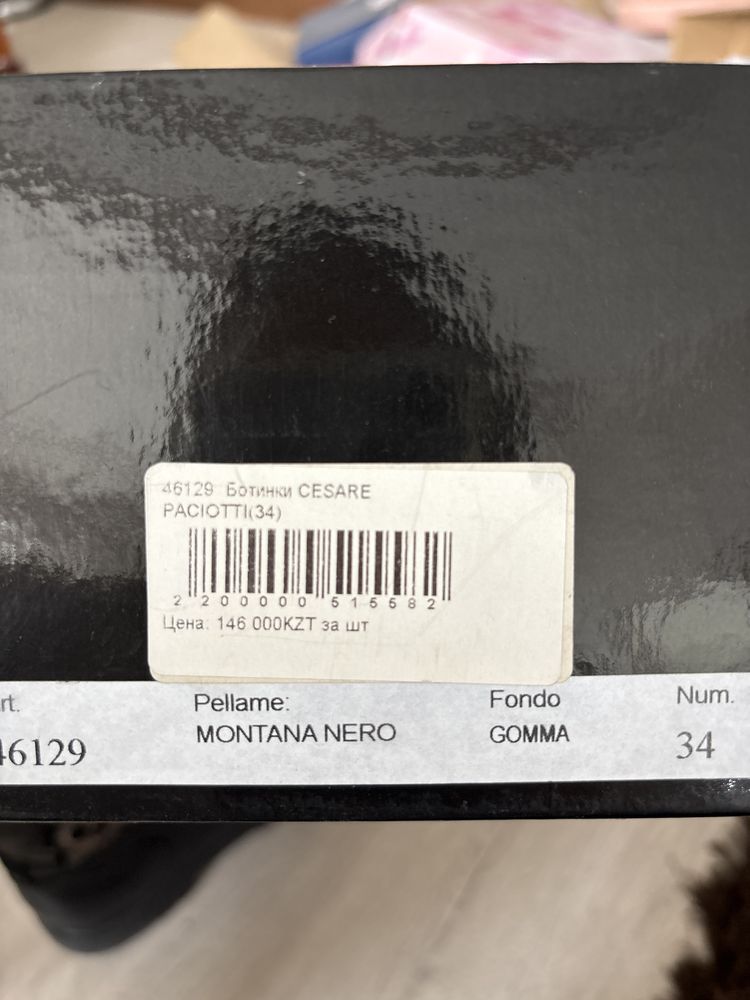 46129 Ботинки CESARE
PACIOTTI(34)
2 200000 515582
Цена: 146 000KZT за шт
rt. Pellame: Fondo Num.
46129 MONTANA NERO GOMMA 34